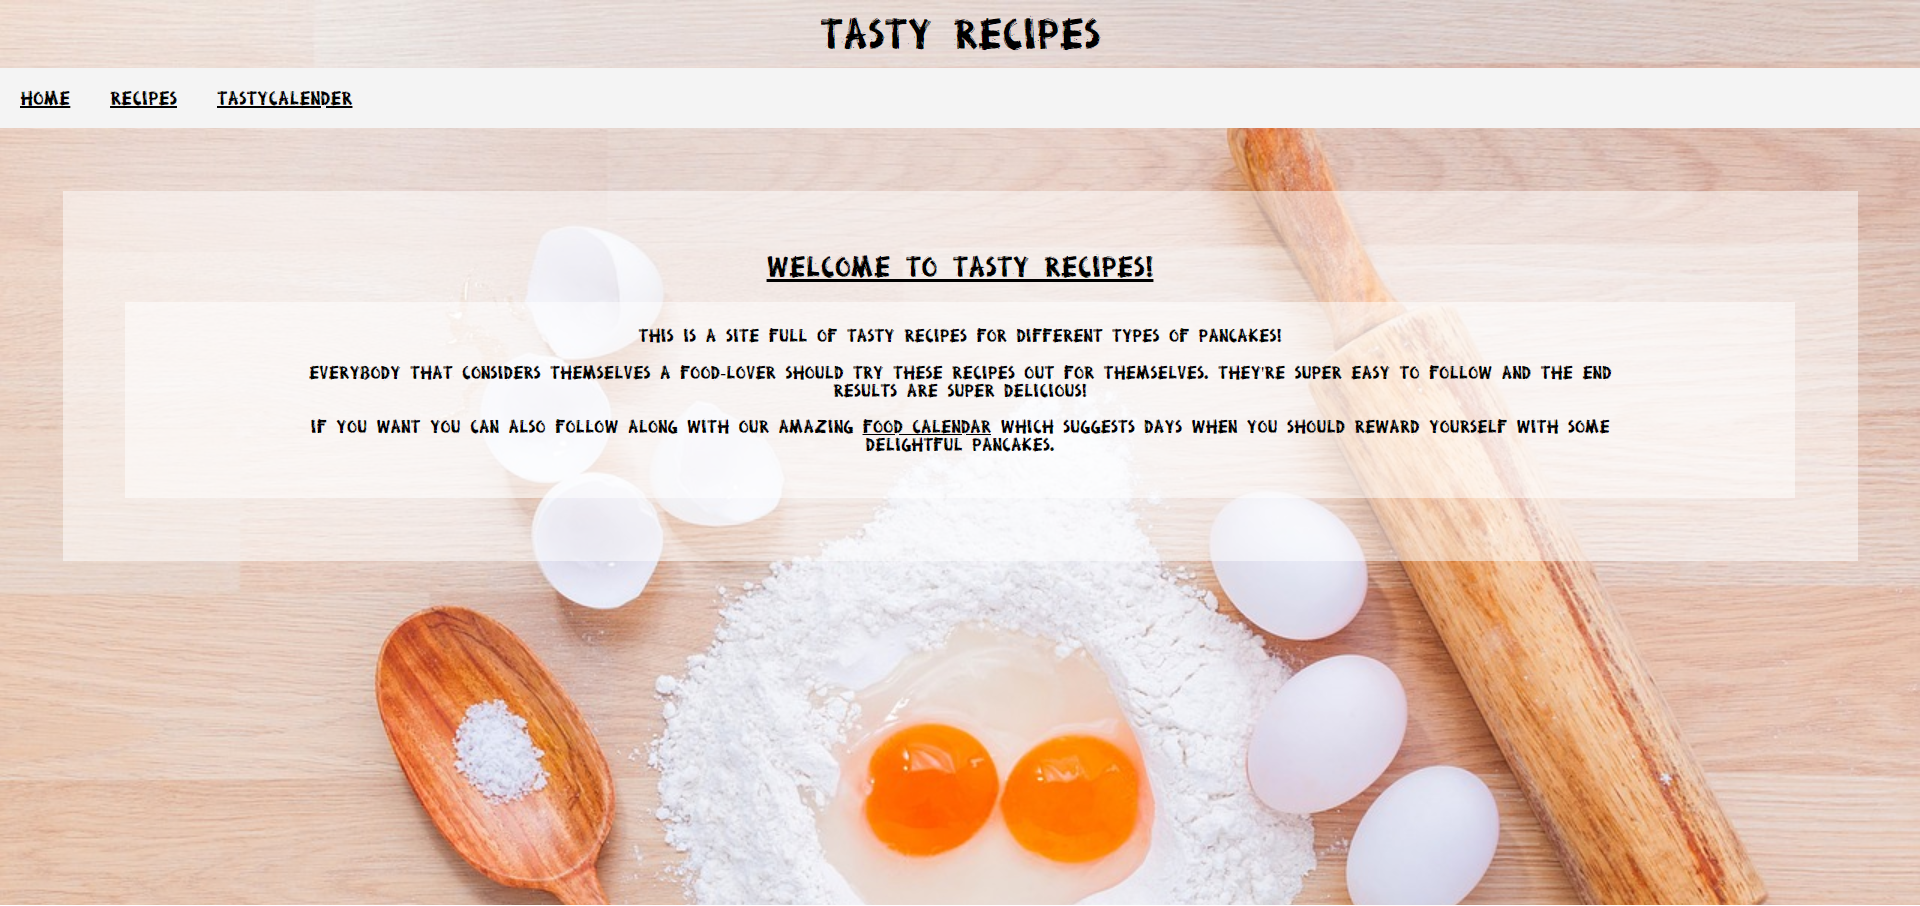 TASTY RECIPES
HOME RECIPES TASTYCALENDER
WELCOME TO TASTY RECIPES!
THIS IS A SITE FULL OF TASTY RECIPES FOR DIFFERENT TYPES OF PANCAKES!
EVERYBODY THAT CONSIDERS THEMSELVES A FOOD-LOVER SHOULD TRY THESE RECIPES OUT FOR THEMSELVES. THEY'RE SUPER EASY TO FOLLOW AND THE END
RESULTS ARE SUPER DELICIOUS!
IF YOU WANT YOU CAN ALSO FOLLOW ALONG WITH OUR AMAZING FOOD CALENDAR WHICH SUGGESTS DAYS WHEN YOU SHOULD REWARD YOURSELF WITH SOME
DELIGHTFUL PANCAKES.